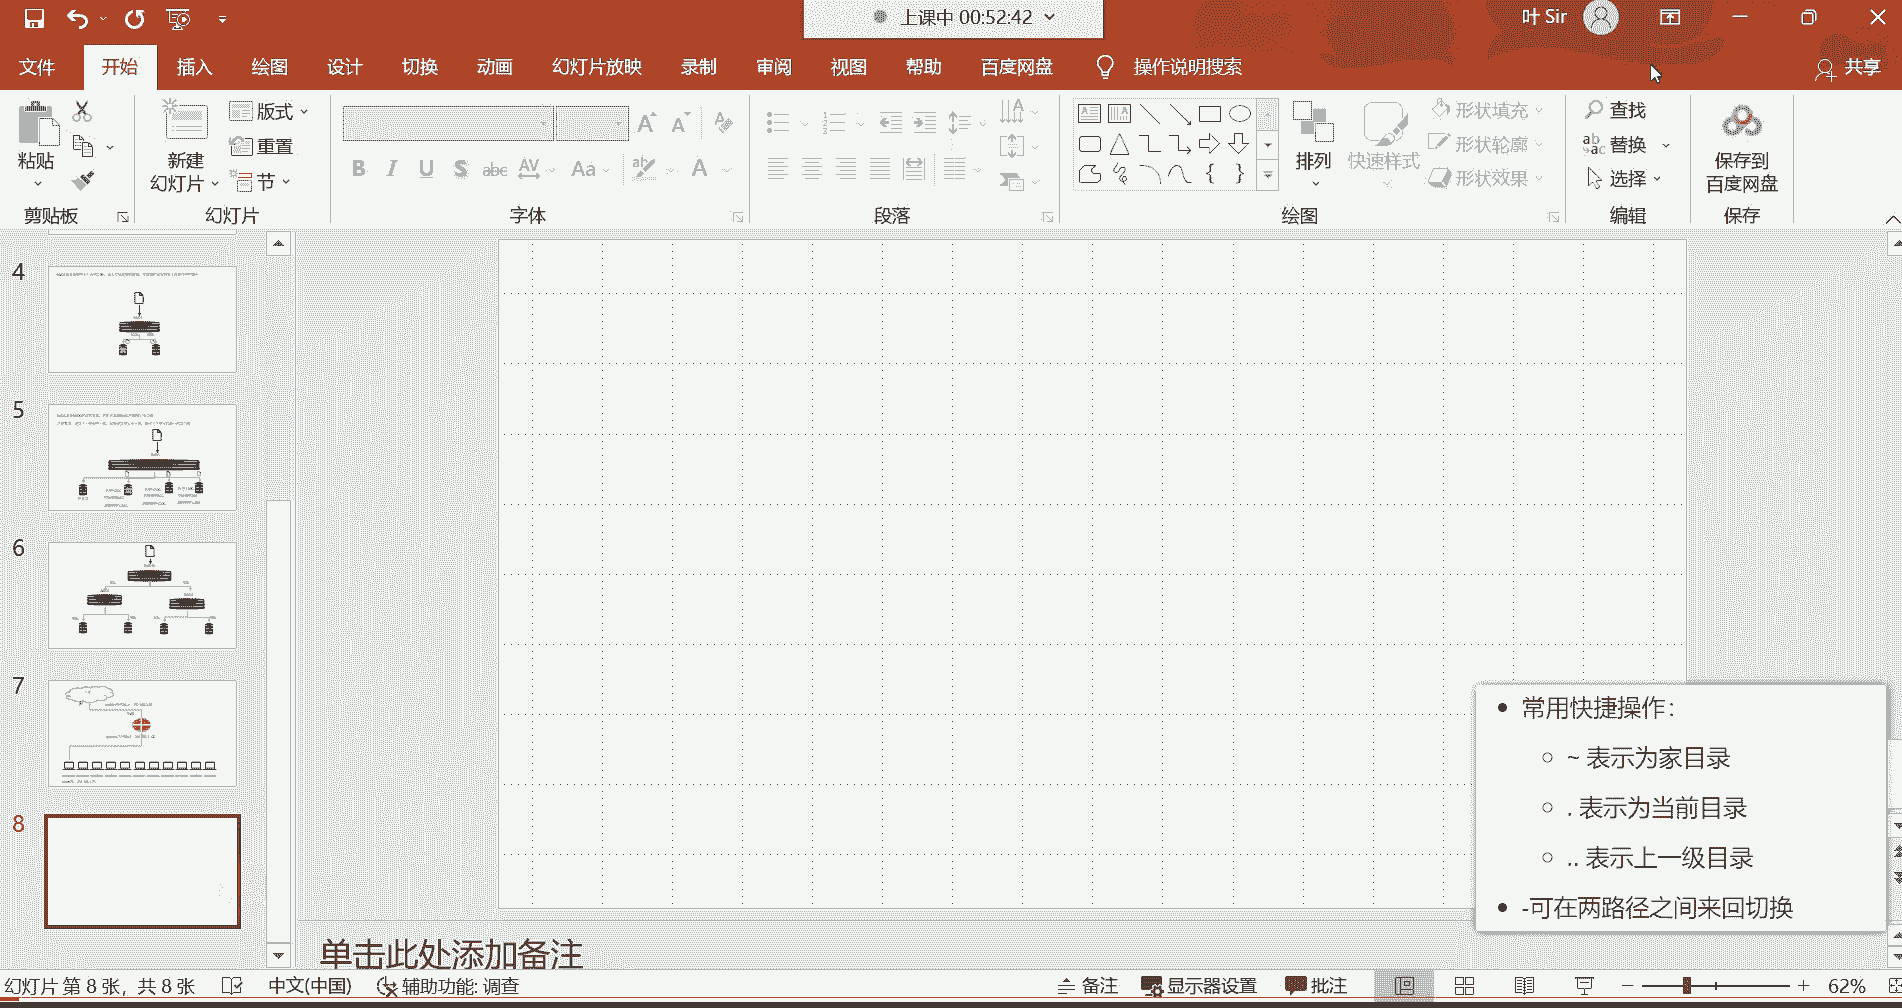 上课中 00:52:42
叶 Sir
文件
开始
插入
绘图
设计
切换
动画
幻灯片放映
录制
审阅
视图
帮助
百度网盘
操作说明搜索
共享
粘贴
新建
幻灯片
版式
重置
节
B I U S abc AV Aa A
排列
快速样式
形状填充
形状轮廓
形状效果
查找
替换
选择
保存到
百度网盘
剪贴板
幻灯片
字体
段落
绘图
编辑
保存
4
5
6
7
8
常用快捷操作：
~ 表示为家目录
. 表示为当前目录
.. 表示上一级目录
-可在两路径之间来回切换
单击此处添加备注
幻灯片 第 8 张，共 8 张
中文(中国)
辅助功能: 调查
备注
显示器设置
批注
62%